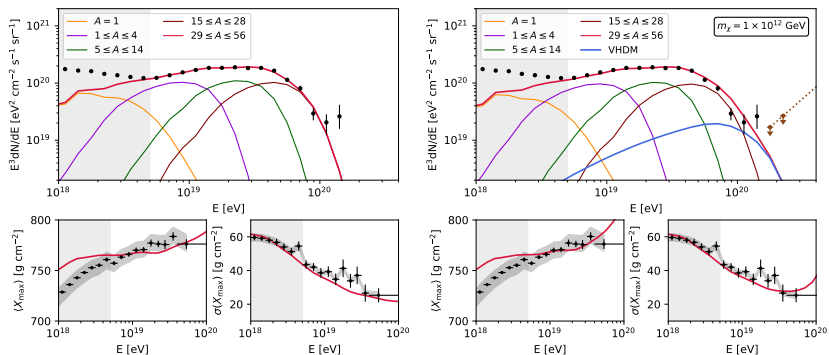 A = 1
1 ≤ A ≤ 4
5 ≤ A ≤ 14
15 ≤ A ≤ 28
29 ≤ A ≤ 56
10^21
10^20
10^19
E^3dN/dE [eV^2 cm^-2 s^-1 sr^-1]
10^18 10^19 10^20
E [eV]
A = 1
1 ≤ A ≤ 4
5 ≤ A ≤ 14
15 ≤ A ≤ 28
29 ≤ A ≤ 56
VHDM
m_χ = 1 × 10^12 GeV
10^21
10^20
10^19
E^3dN/dE [eV^2 cm^-2 s^-1 sr^-1]
10^18 10^19 10^20
E [eV]
800
750
700
⟨X_max⟩ [g cm^-2]
10^18 10^19 10^20
E [eV]
60
40
20
σ(X_max) [g cm^-2]
10^18 10^19 10^20
E [eV]
800
750
700
⟨X_max⟩ [g cm^-2]
10^18 10^19 10^20
E [eV]
60
40
20
σ(X_max) [g cm^-2]
10^18 10^19 10^20
E [eV]